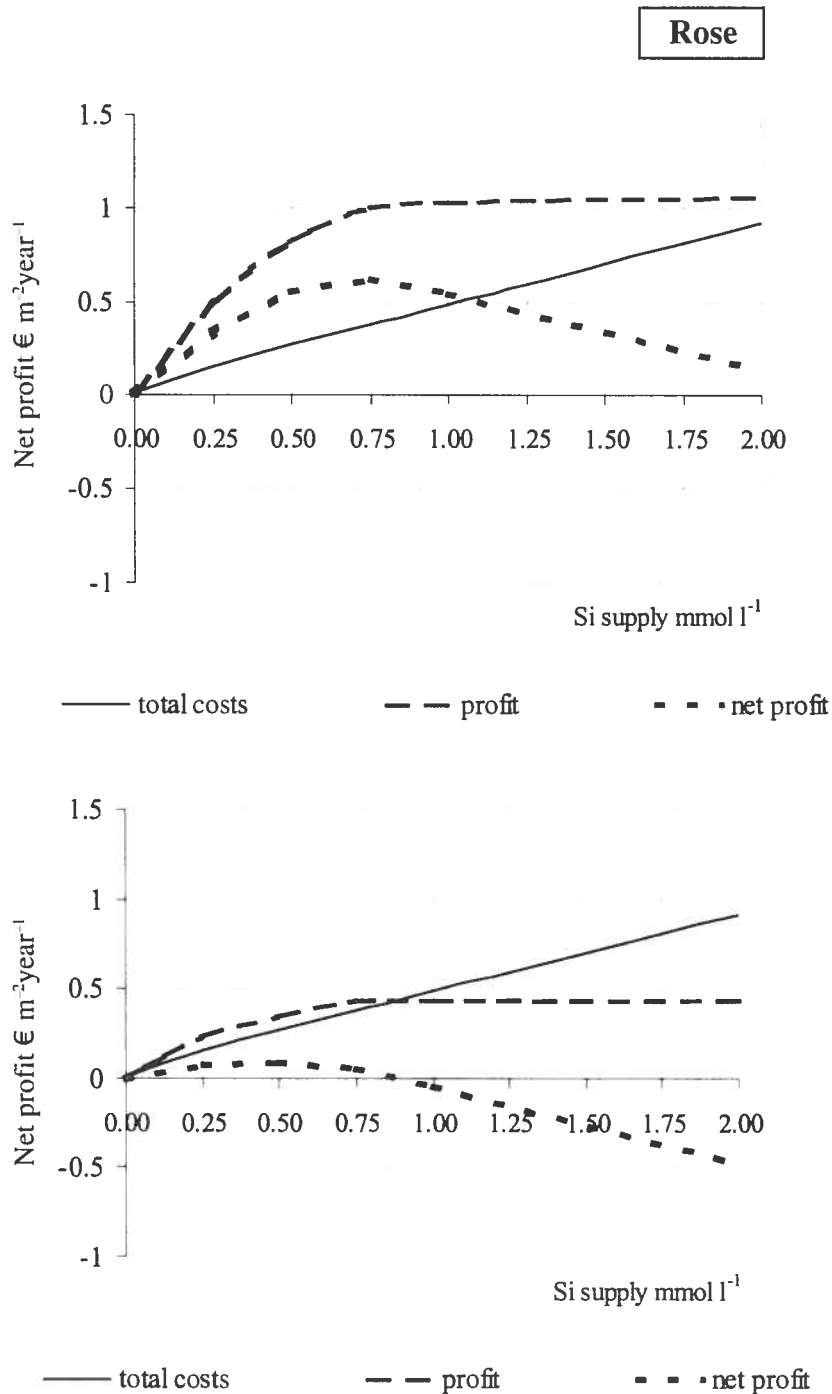 Rose
1.5
1
0.5
0
-0.5
-1
Net profit € m⁻²year⁻¹
0.00 0.25 0.50 0.75 1.00 1.25 1.50 1.75 2.00
Si supply mmol l⁻¹
total costs profit net profit
1.5
1
0.5
0
-0.5
-1
Net profit € m⁻²year⁻¹
0.00 0.25 0.50 0.75 1.00 1.25 1.50 1.75 2.00
Si supply mmol l⁻¹
total costs profit net profit